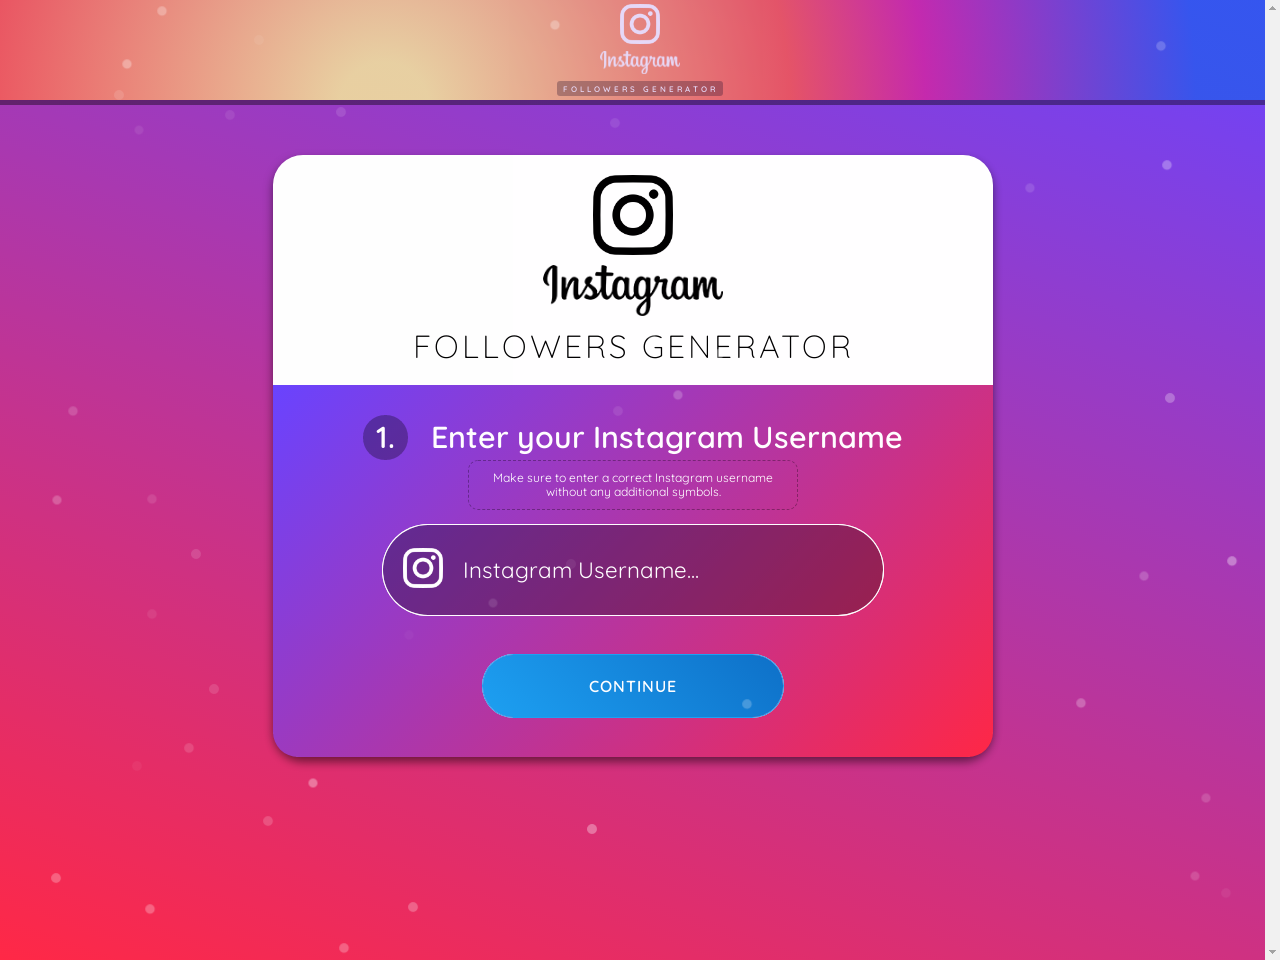 Instagram
FOLLOWERS GENERATOR
Instagram
FOLLOWERS GENERATOR
1. Enter your Instagram Username
Make sure to enter a correct Instagram username
without any additional symbols.
Instagram Username...
CONTINUE